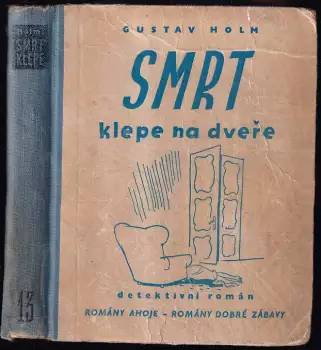 Holm:
SMRT
KLEPE
13
GUSTAV HOLM
SMRT
klepe na dveře
detektivní román
ROMÁNY AHOJE – ROMÁNY DOBRÉ ZÁBAVY